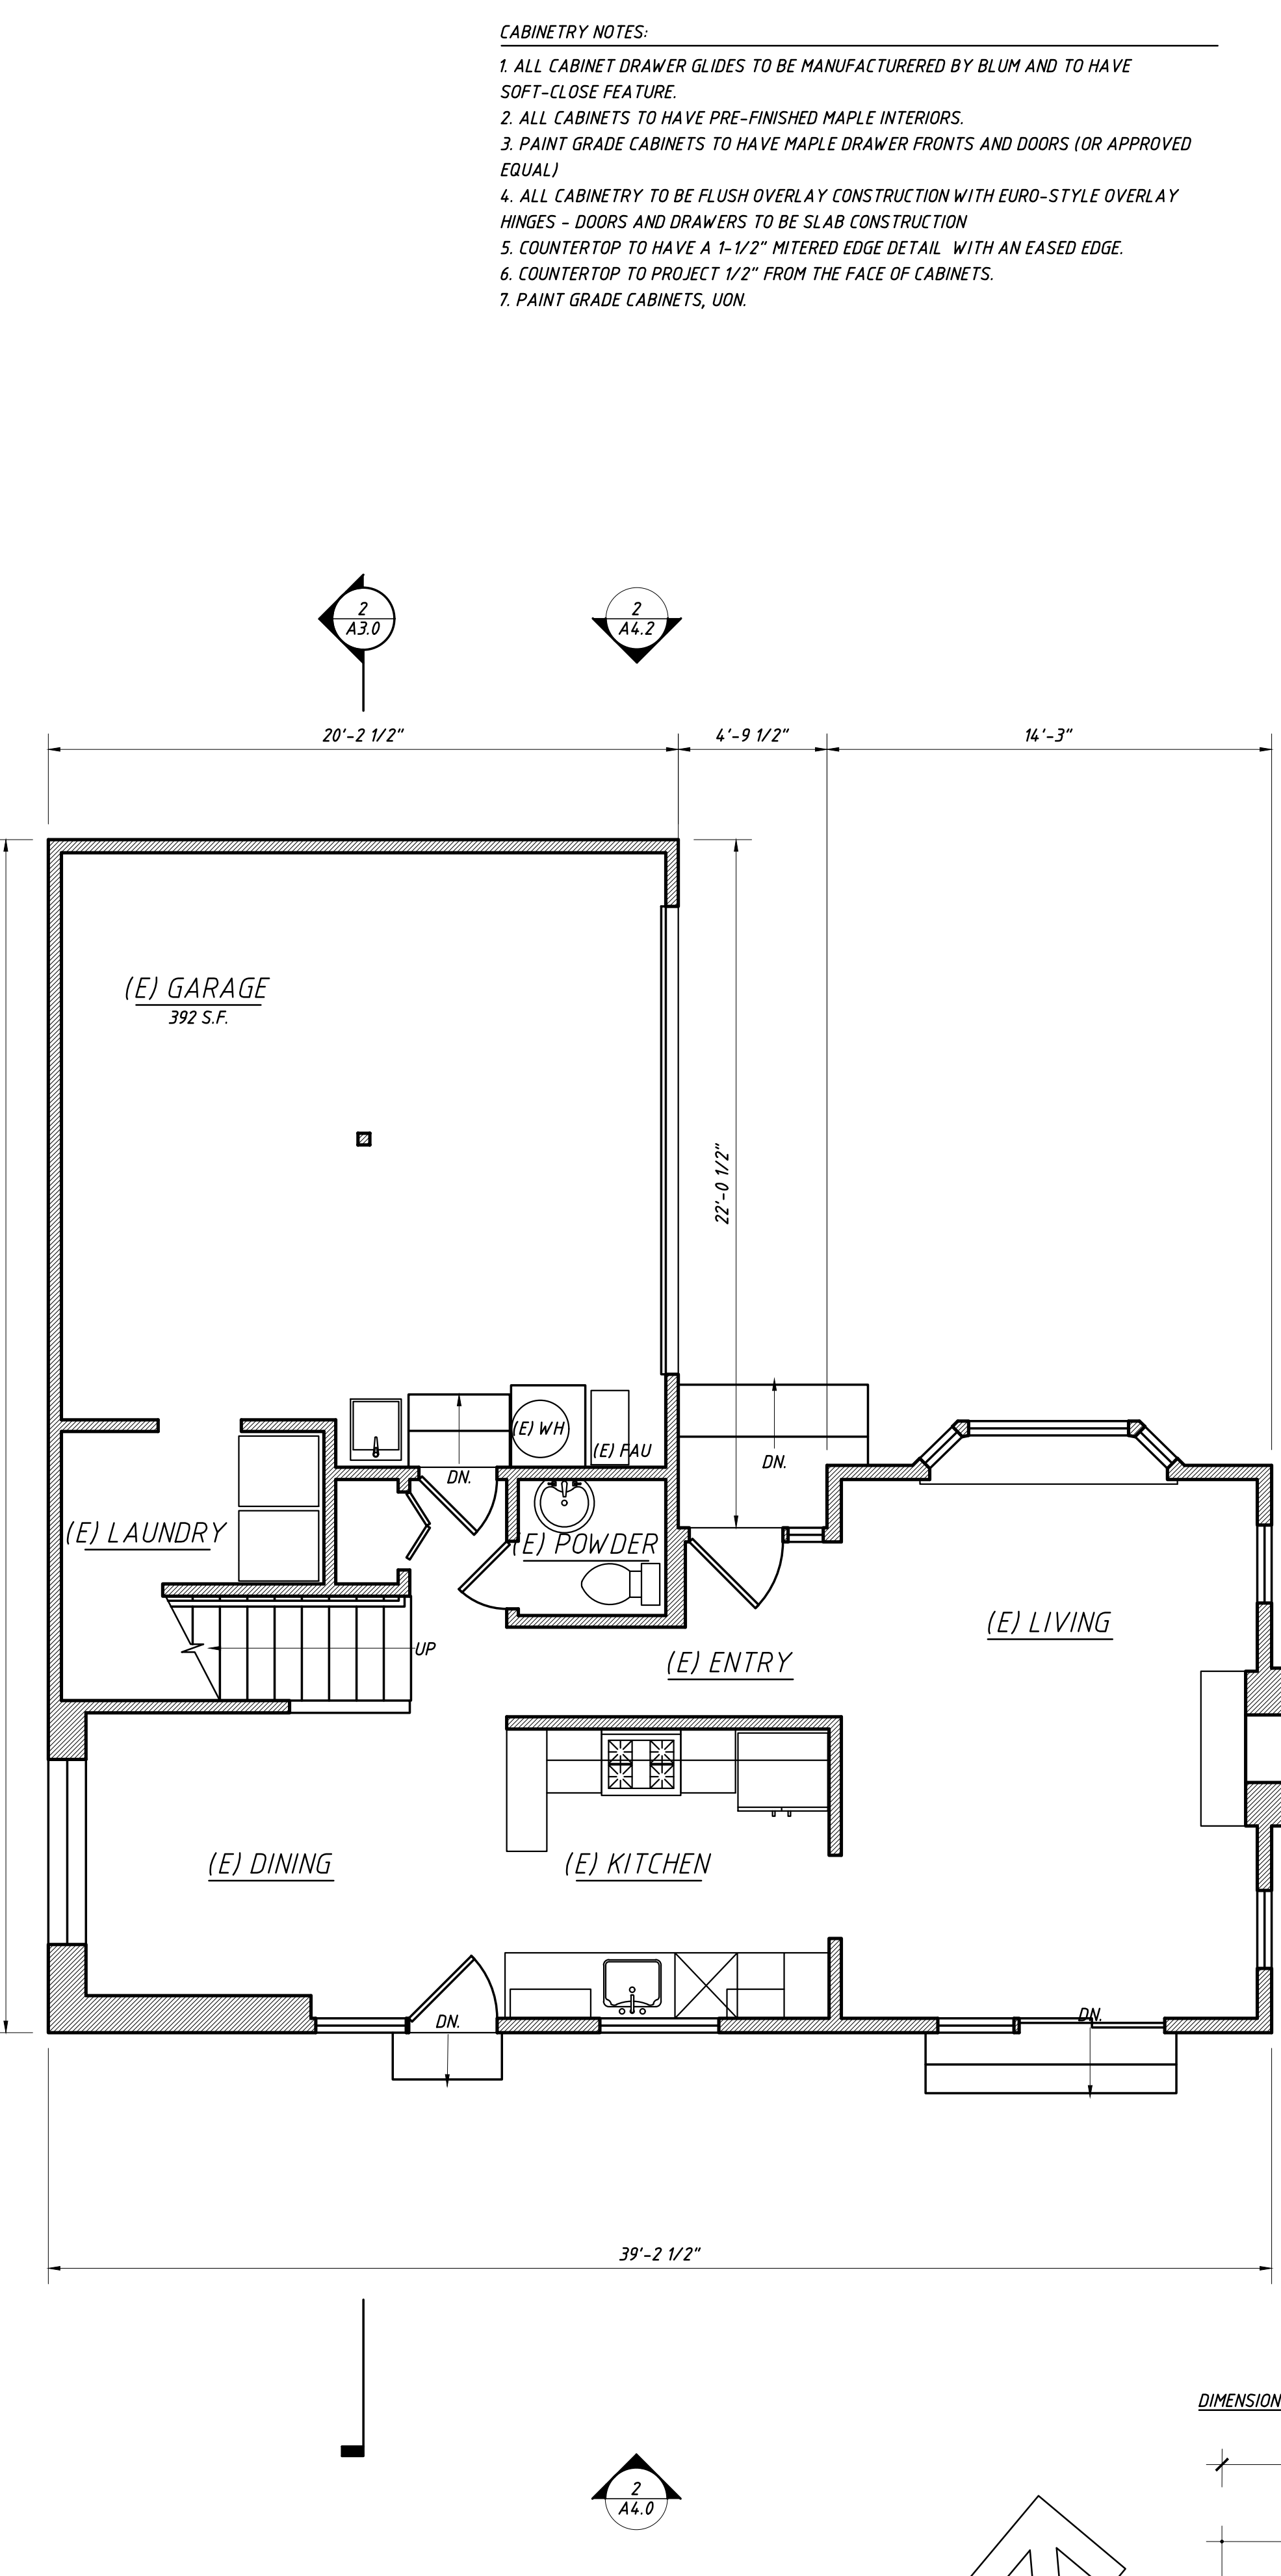 CABINETRY NOTES:
1. ALL CABINET DRAWER GLIDES TO BE MANUFACTURERED BY BLUM AND TO HAVE
SOFT-CLOSE FEATURE.
2. ALL CABINETS TO HAVE PRE-FINISHED MAPLE INTERIORS.
3. PAINT GRADE CABINETS TO HAVE MAPLE DRAWER FRONTS AND DOORS (OR APPROVED
EQUAL)
4. ALL CABINETRY TO BE FLUSH OVERLAY CONSTRUCTION WITH EURO-STYLE OVERLAY
HINGES - DOORS AND DRAWERS TO BE SLAB CONSTRUCTION
5. COUNTERTOP TO HAVE A 1-1/2" MITERED EDGE DETAIL WITH AN EASED EDGE.
6. COUNTERTOP TO PROJECT 1/2" FROM THE FACE OF CABINETS.
7. PAINT GRADE CABINETS, UON.
2
A3.0
2
A4.2
20'-2 1/2"
4'-9 1/2"
14'-3"
(E) GARAGE
392 S.F.
22'-0 1/2"
(E) WH
(E) FAU
DN.
DN.
(E) LAUNDRY
(E) POWDER
UP
(E) ENTRY
(E) LIVING
(E) DINING
(E) KITCHEN
DN.
DN.
39'-2 1/2"
DIMENSION
2
A4.0